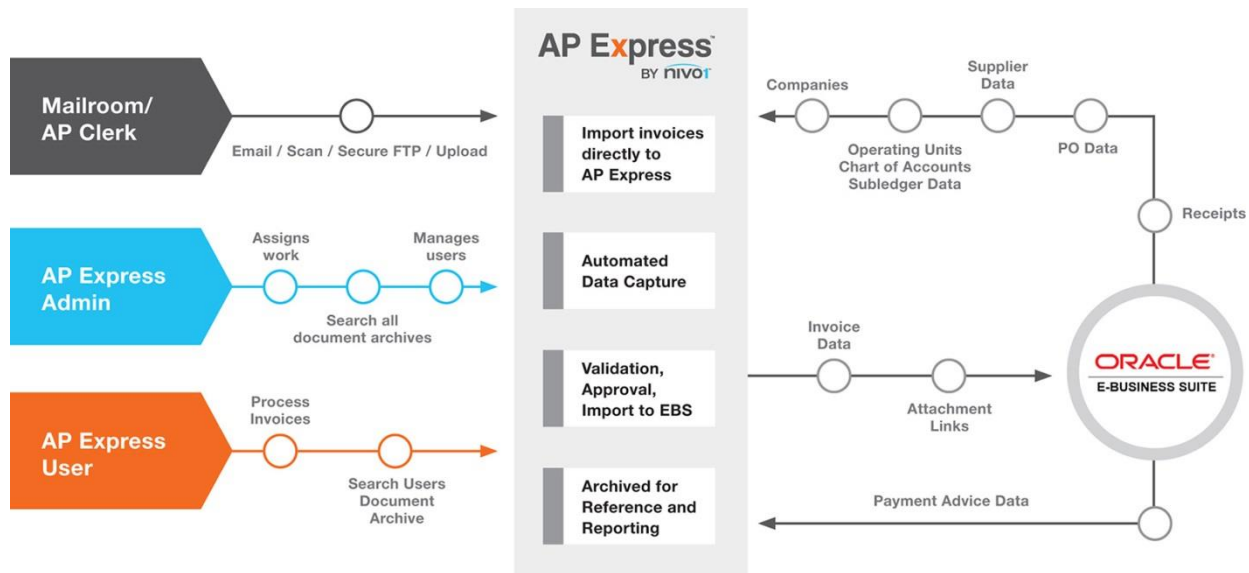 Mailroom/
AP Clerk
Email / Scan / Secure FTP / Upload
AP Express
Admin
Assigns
work
Search all
document archives
Manages
users
AP Express
User
Process
Invoices
Search Users
Document
Archive
AP Express™
BY nivo1
Import invoices
directly to
AP Express
Automated
Data Capture
Validation,
Approval,
Import to EBS
Archived for
Reference and
Reporting
Companies
Operating Units
Chart of Accounts
Subledger Data
Supplier
Data
PO Data
Receipts
Invoice
Data
Attachment
Links
ORACLE®
E-BUSINESS SUITE
Payment Advice Data